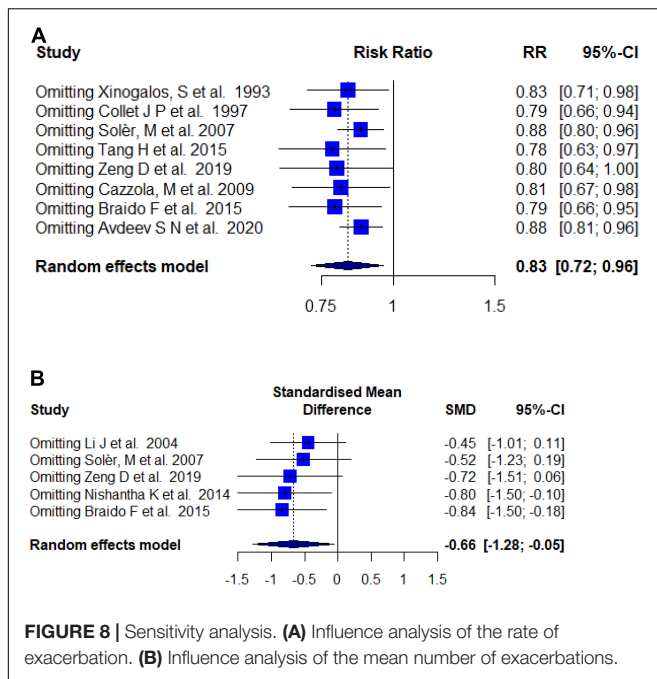 A
Study Risk Ratio RR 95%-CI
Omitting Xinogalos, S et al. 1993 0.83 [0.71; 0.98]
Omitting Collet J P et al. 1997 0.79 [0.66; 0.94]
Omitting Solèr, M et al. 2007 0.88 [0.80; 0.96]
Omitting Tang H et al. 2015 0.78 [0.63; 0.97]
Omitting Zeng D et al. 2019 0.80 [0.64; 1.00]
Omitting Cazzola, M et al. 2009 0.81 [0.67; 0.98]
Omitting Braido F et al. 2015 0.79 [0.66; 0.95]
Omitting Avdeev S N et al. 2020 0.88 [0.81; 0.96]
Random effects model 0.83 [0.72; 0.96]
0.75 1 1.5
B
Standardised Mean
Study Difference SMD 95%-CI
Omitting Li J et al. 2004 -0.45 [-1.01; 0.11]
Omitting Solèr, M et al. 2007 -0.52 [-1.23; 0.19]
Omitting Zeng D et al. 2019 -0.72 [-1.51; 0.06]
Omitting Nishantha K et al. 2014 -0.80 [-1.50; -0.10]
Omitting Braido F et al. 2015 -0.84 [-1.50; -0.18]
Random effects model -0.66 [-1.28; -0.05]
-1.5 -1 -0.5 0 0.5 1 1.5
FIGURE 8 | Sensitivity analysis. (A) Influence analysis of the rate of
exacerbation. (B) Influence analysis of the mean number of exacerbations.